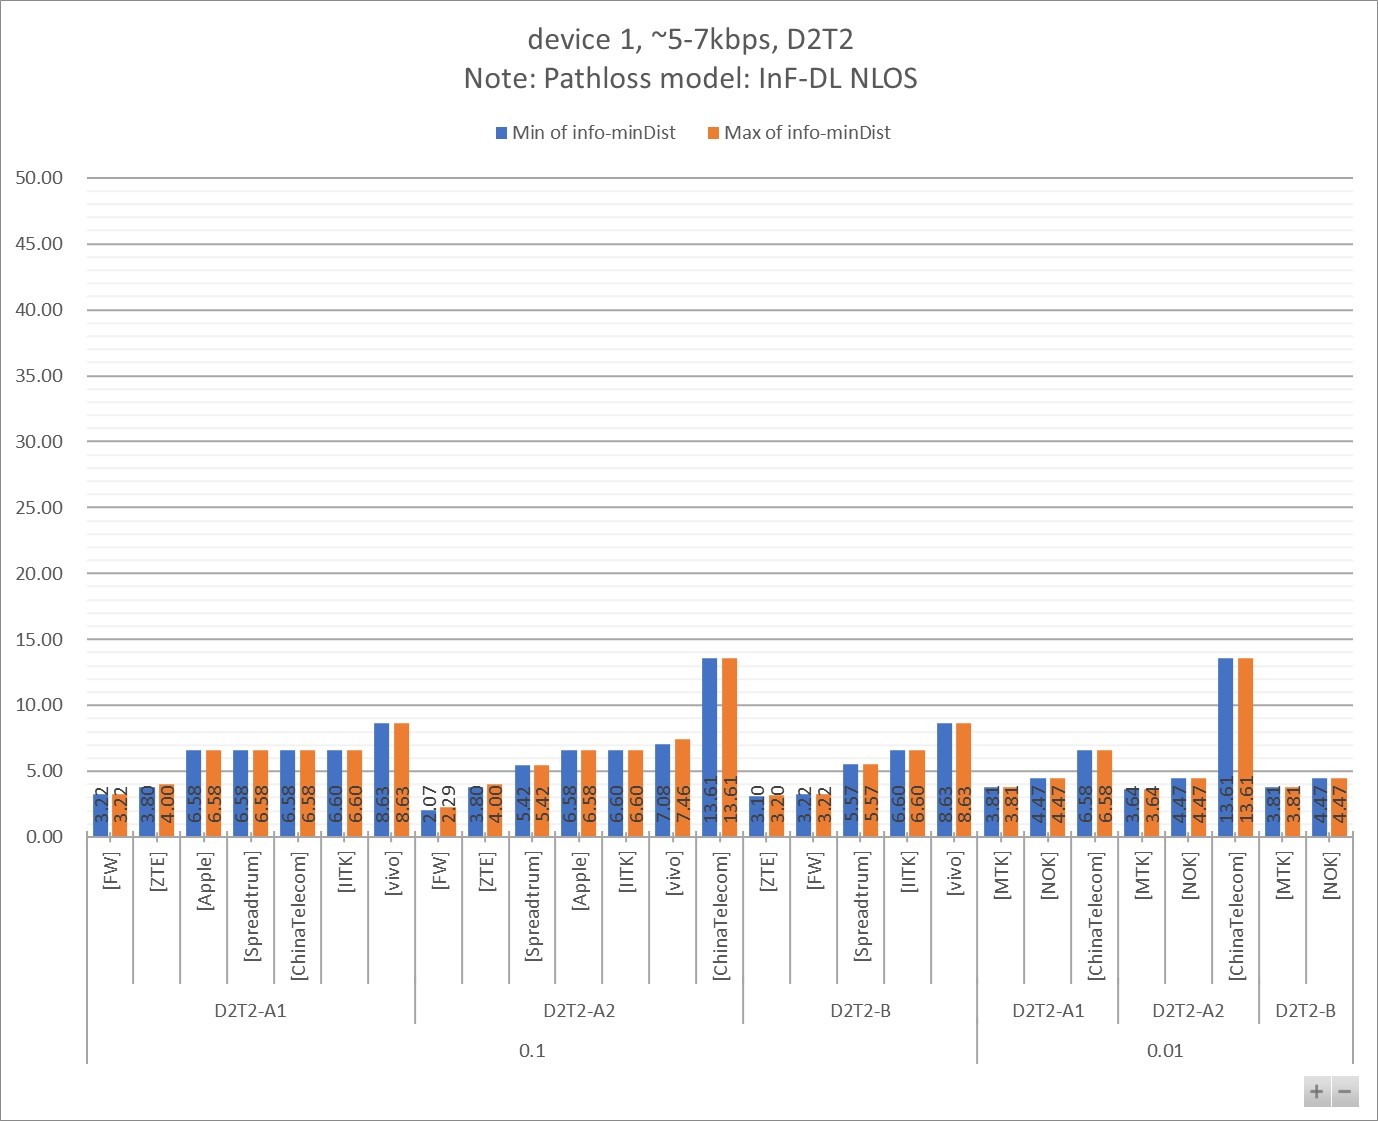 device 1, ~5-7kbps, D2T2
Note: Pathloss model: InF-DL NLOS
Min of info-minDist Max of info-minDist
50.00
45.00
40.00
35.00
30.00
25.00
20.00
15.00
10.00
5.00
0.00
3.22 3.22 3.80 4.00 6.58 6.58 6.58 6.58 6.58 6.58 6.60 6.60 8.63 8.63 2.07 2.29 3.80 4.00 5.42 5.42 6.58 6.58 6.60 6.60 7.08 7.46 13.61 13.61 3.10 3.20 3.22 3.22 5.57 5.57 6.60 6.60 8.63 8.63 3.81 3.81 4.47 4.47 6.58 6.58 3.64 3.64 4.47 4.47 13.61 13.61 3.81 3.81 4.47 4.47
[FW] [ZTE] [Apple] [Spreadtrum] [ChinaTelecom] [IITK] [vivo] [FW] [ZTE] [Spreadtrum] [Apple] [IITK] [vivo] [ChinaTelecom] [ZTE] [FW] [Spreadtrum] [IITK] [vivo] [MTK] [NOK] [ChinaTelecom] [MTK] [NOK] [ChinaTelecom] [MTK] [NOK]
D2T2-A1 D2T2-A2 D2T2-B D2T2-A1 D2T2-A2 D2T2-B
0.1 0.01
+ −